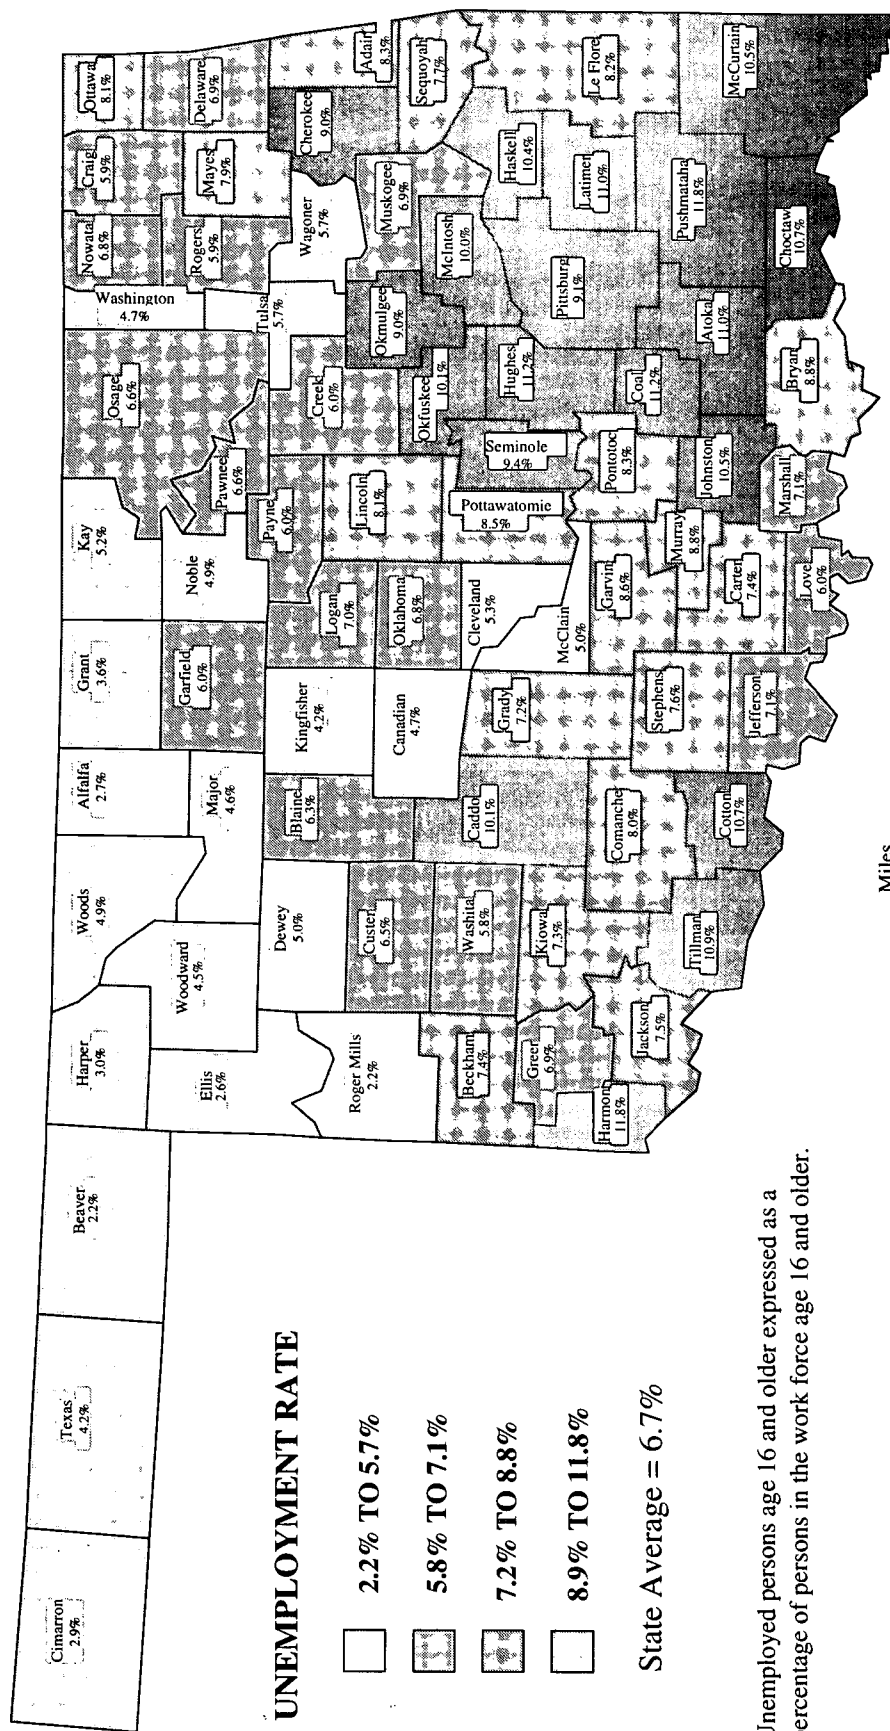 Cimarron
2.9%
Texas
4.2%
Beaver
2.2%
Harper
3.0%
Woods
4.9%
Alfalfa
2.7%
Grant
3.6%
Kay
5.2%
Osage
6.6%
Washington
4.7%
Nowata
6.8%
Craig
5.9%
Ottawa
8.1%
Ellis
2.6%
Woodward
4.5%
Major
4.6%
Garfield
6.0%
Noble
4.9%
Pawnee
6.6%
Tulsa
5.7%
Rogers
5.9%
Mayes
7.9%
Delaware
6.9%
Roger Mills
2.2%
Dewey
5.0%
Blaine
6.3%
Kingfisher
4.2%
Logan
7.0%
Payne
6.0%
Creek
6.0%
Wagoner
5.7%
Cherokee
9.0%
Adair
8.3%
Custer
6.5%
Canadian
4.7%
Oklahoma
6.8%
Lincoln
8.1%
Okfuskee
10.1%
Okmulgee
9.0%
Muskogee
6.9%
Sequoyah
7.7%
Beckham
7.4%
Washita
5.8%
Caddo
10.1%
Grady
7.2%
Cleveland
5.3%
McClain
5.0%
Pottawatomie
8.5%
Seminole
9.4%
Hughes
11.2%
McIntosh
10.0%
Haskell
10.4%
Le Flore
8.2%
Greer
6.9%
Kiowa
7.3%
Comanche
8.0%
Stephens
7.6%
Garvin
8.6%
Pontotoc
8.3%
Coal
11.2%
Pittsburg
9.1%
Latimer
11.0%
Harmon
11.8%
Jackson
7.5%
Tillman
10.9%
Cotton
10.7%
Jefferson
7.1%
Carter
7.4%
Murray
8.8%
Johnston
10.5%
Atoka
11.0%
Pushmataha
11.8%
McCurtain
10.5%
Love
6.0%
Marshall
7.1%
Bryan
8.8%
Choctaw
10.7%
UNEMPLOYMENT RATE
2.2% TO 5.7%
5.8% TO 7.1%
7.2% TO 8.8%
8.9% TO 11.8%
State Average = 6.7%
Unemployed persons age 16 and older expressed as a
ercentage of persons in the work force age 16 and older.
Miles